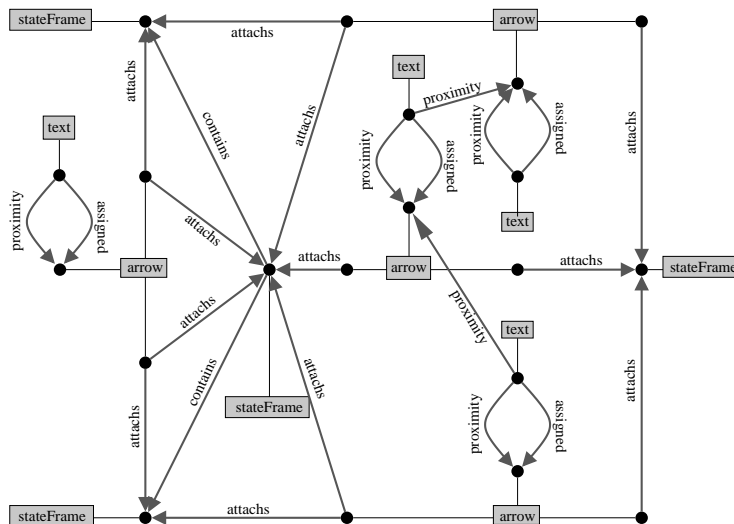 stateFrame
attachs
arrow
text
proximity
attachs
contains
attachs
text
proximity
assigned
proximity
assigned
attachs
proximity
assigned
text
attachs
arrow
attachs
arrow
attachs
stateFrame
attachs
proximity
text
contains
attachs
attachs
stateFrame
attachs
proximity
assigned
stateFrame
attachs
arrow